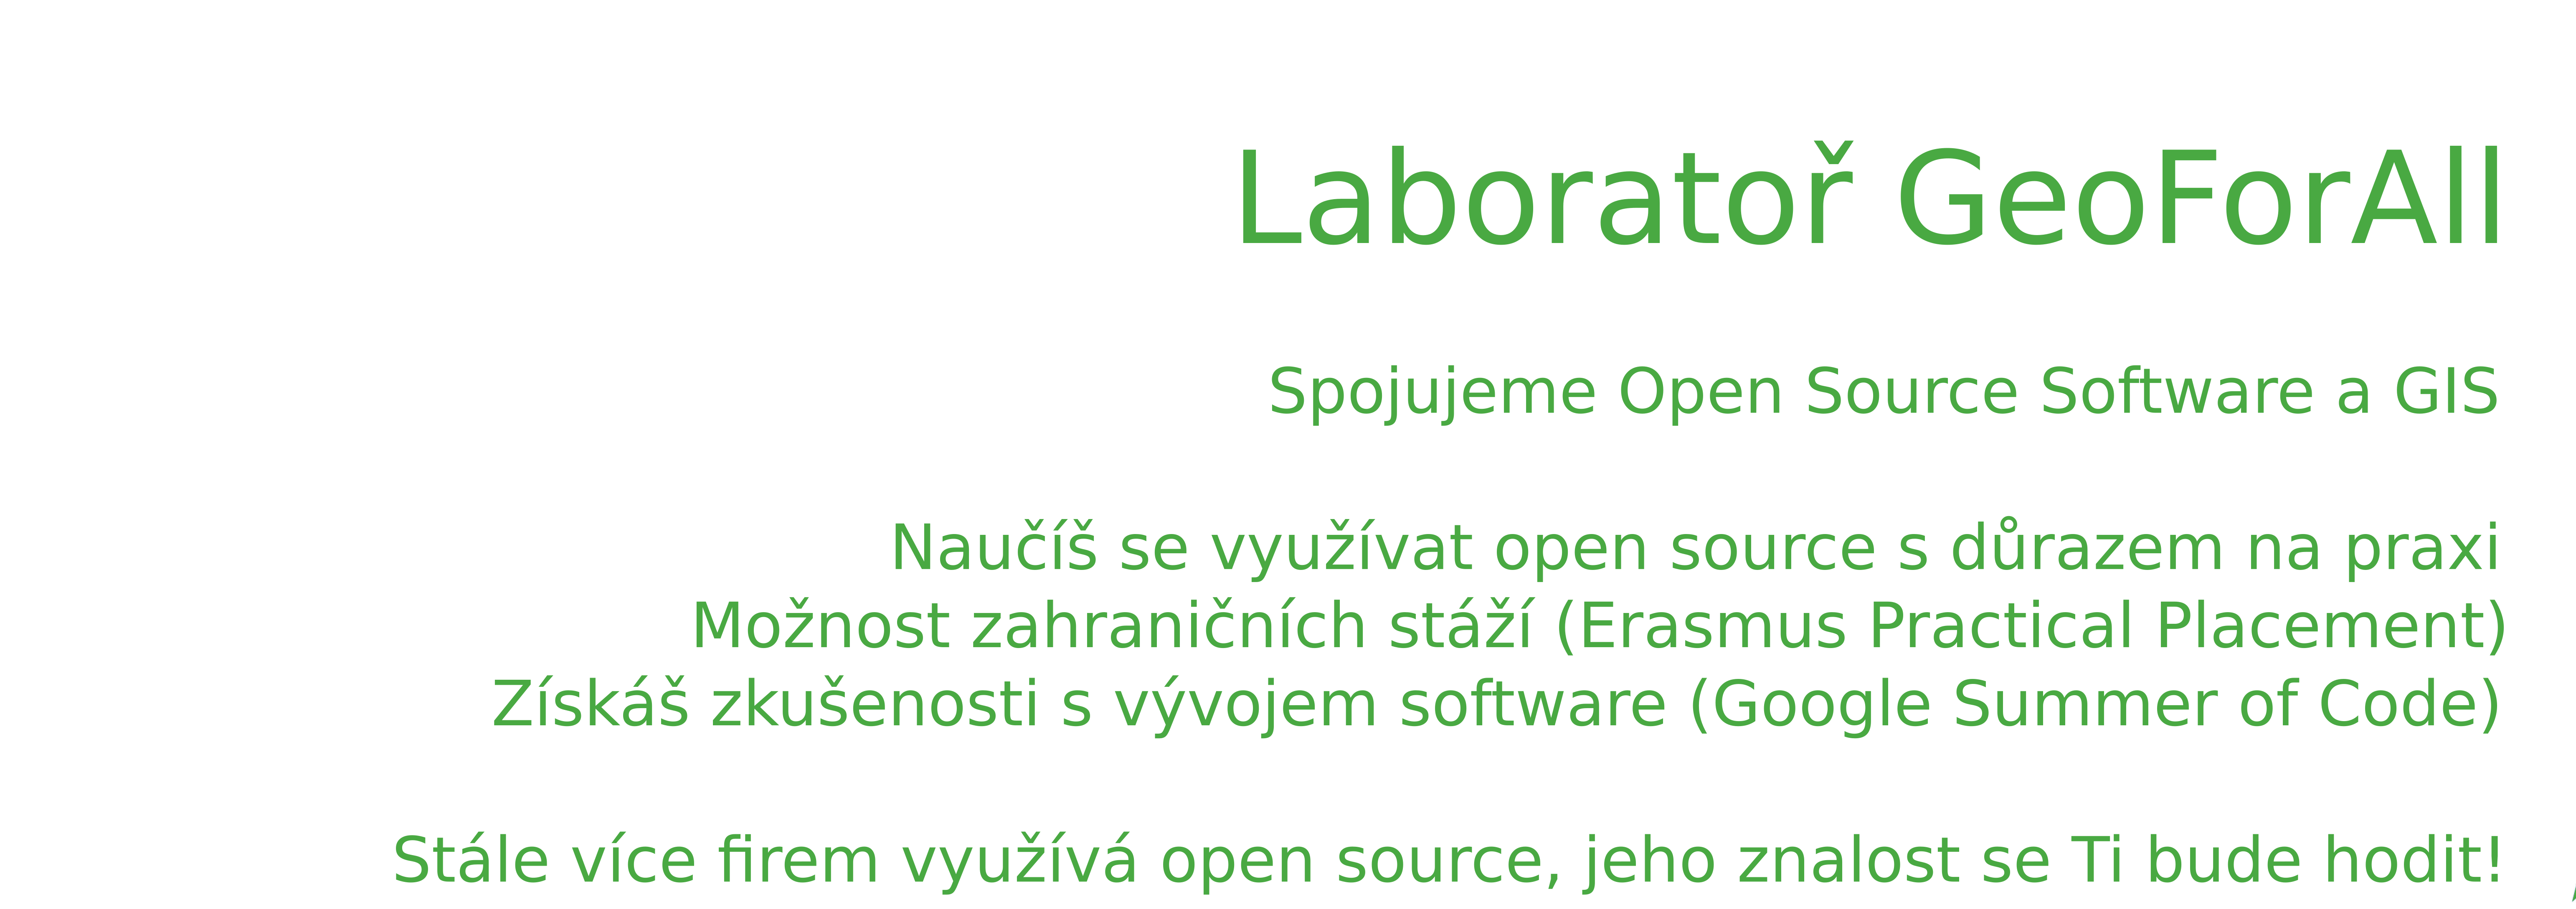 Laboratoř GeoForAll
Spojujeme Open Source Software a GIS
Naučíš se využívat open source s důrazem na praxi
Možnost zahraničních stáží (Erasmus Practical Placement)
Získáš zkušenosti s vývojem software (Google Summer of Code)
Stále více firem využívá open source, jeho znalost se Ti bude hodit!